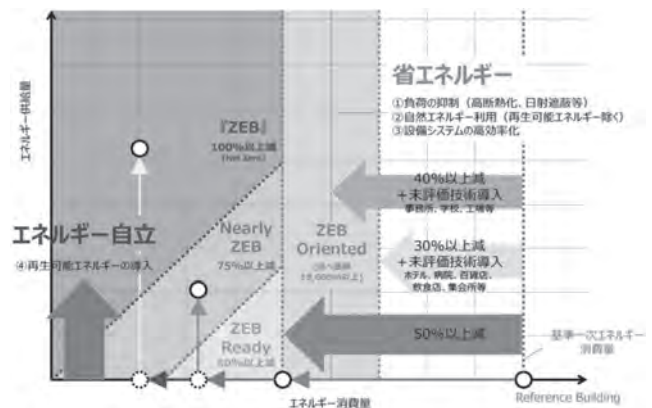 エネルギー供給量
省エネルギー
①負荷の抑制（高断熱化、日射遮蔽等）
②自然エネルギー利用（再生可能エネルギー除く）
③設備システムの高効率化
『ZEB』
100%以上減
(Net Zero)
40%以上減
＋未評価技術導入
事務所、学校、工場等
エネルギー自立
④再生可能エネルギーの導入
Nearly
ZEB
75%以上減
ZEB
Oriented
30%以上減
＋未評価技術導入
ホテル、病院、百貨店、
飲食店、集会所等
ZEB
Ready
50%以上減
50%以上減
基準一次エネルギー
消費量
エネルギー消費量
Reference Building